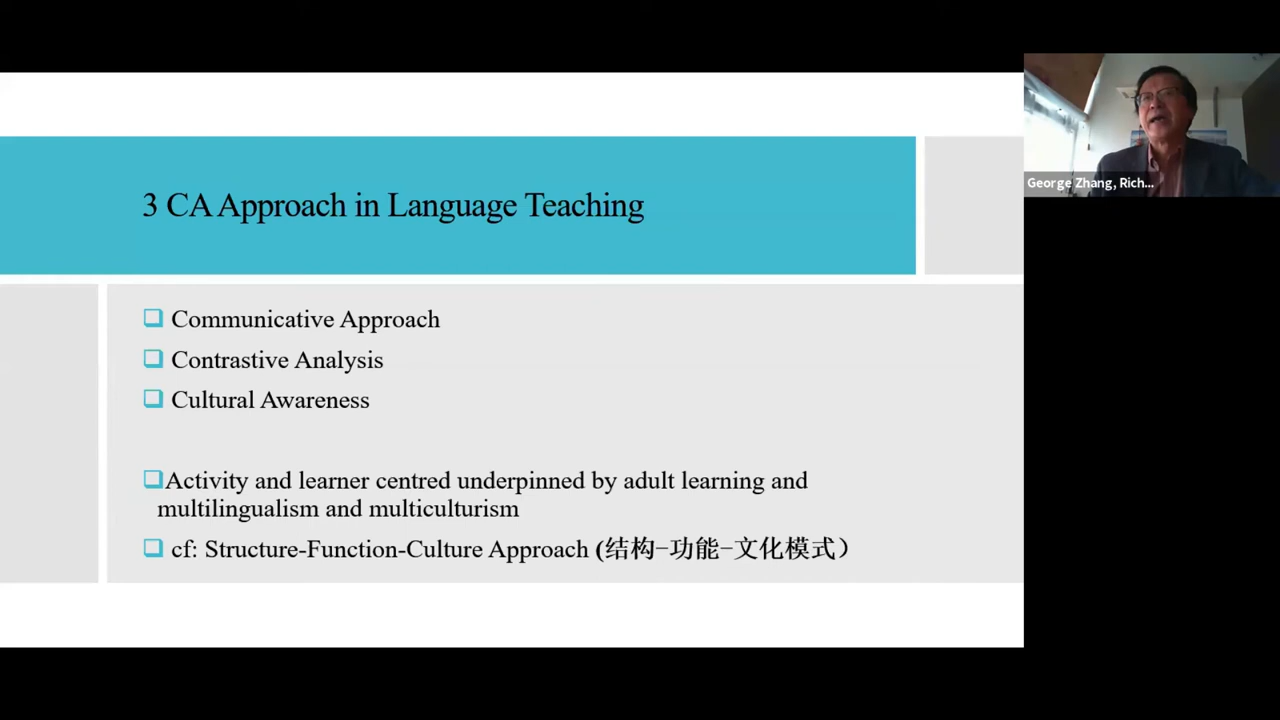 3 CA Approach in Language Teaching
Communicative Approach
Contrastive Analysis
Cultural Awareness
Activity and learner centred underpinned by adult learning and
multilingualism and multiculturism
cf: Structure-Function-Culture Approach (结构-功能-文化模式）
George Zhang, Rich...